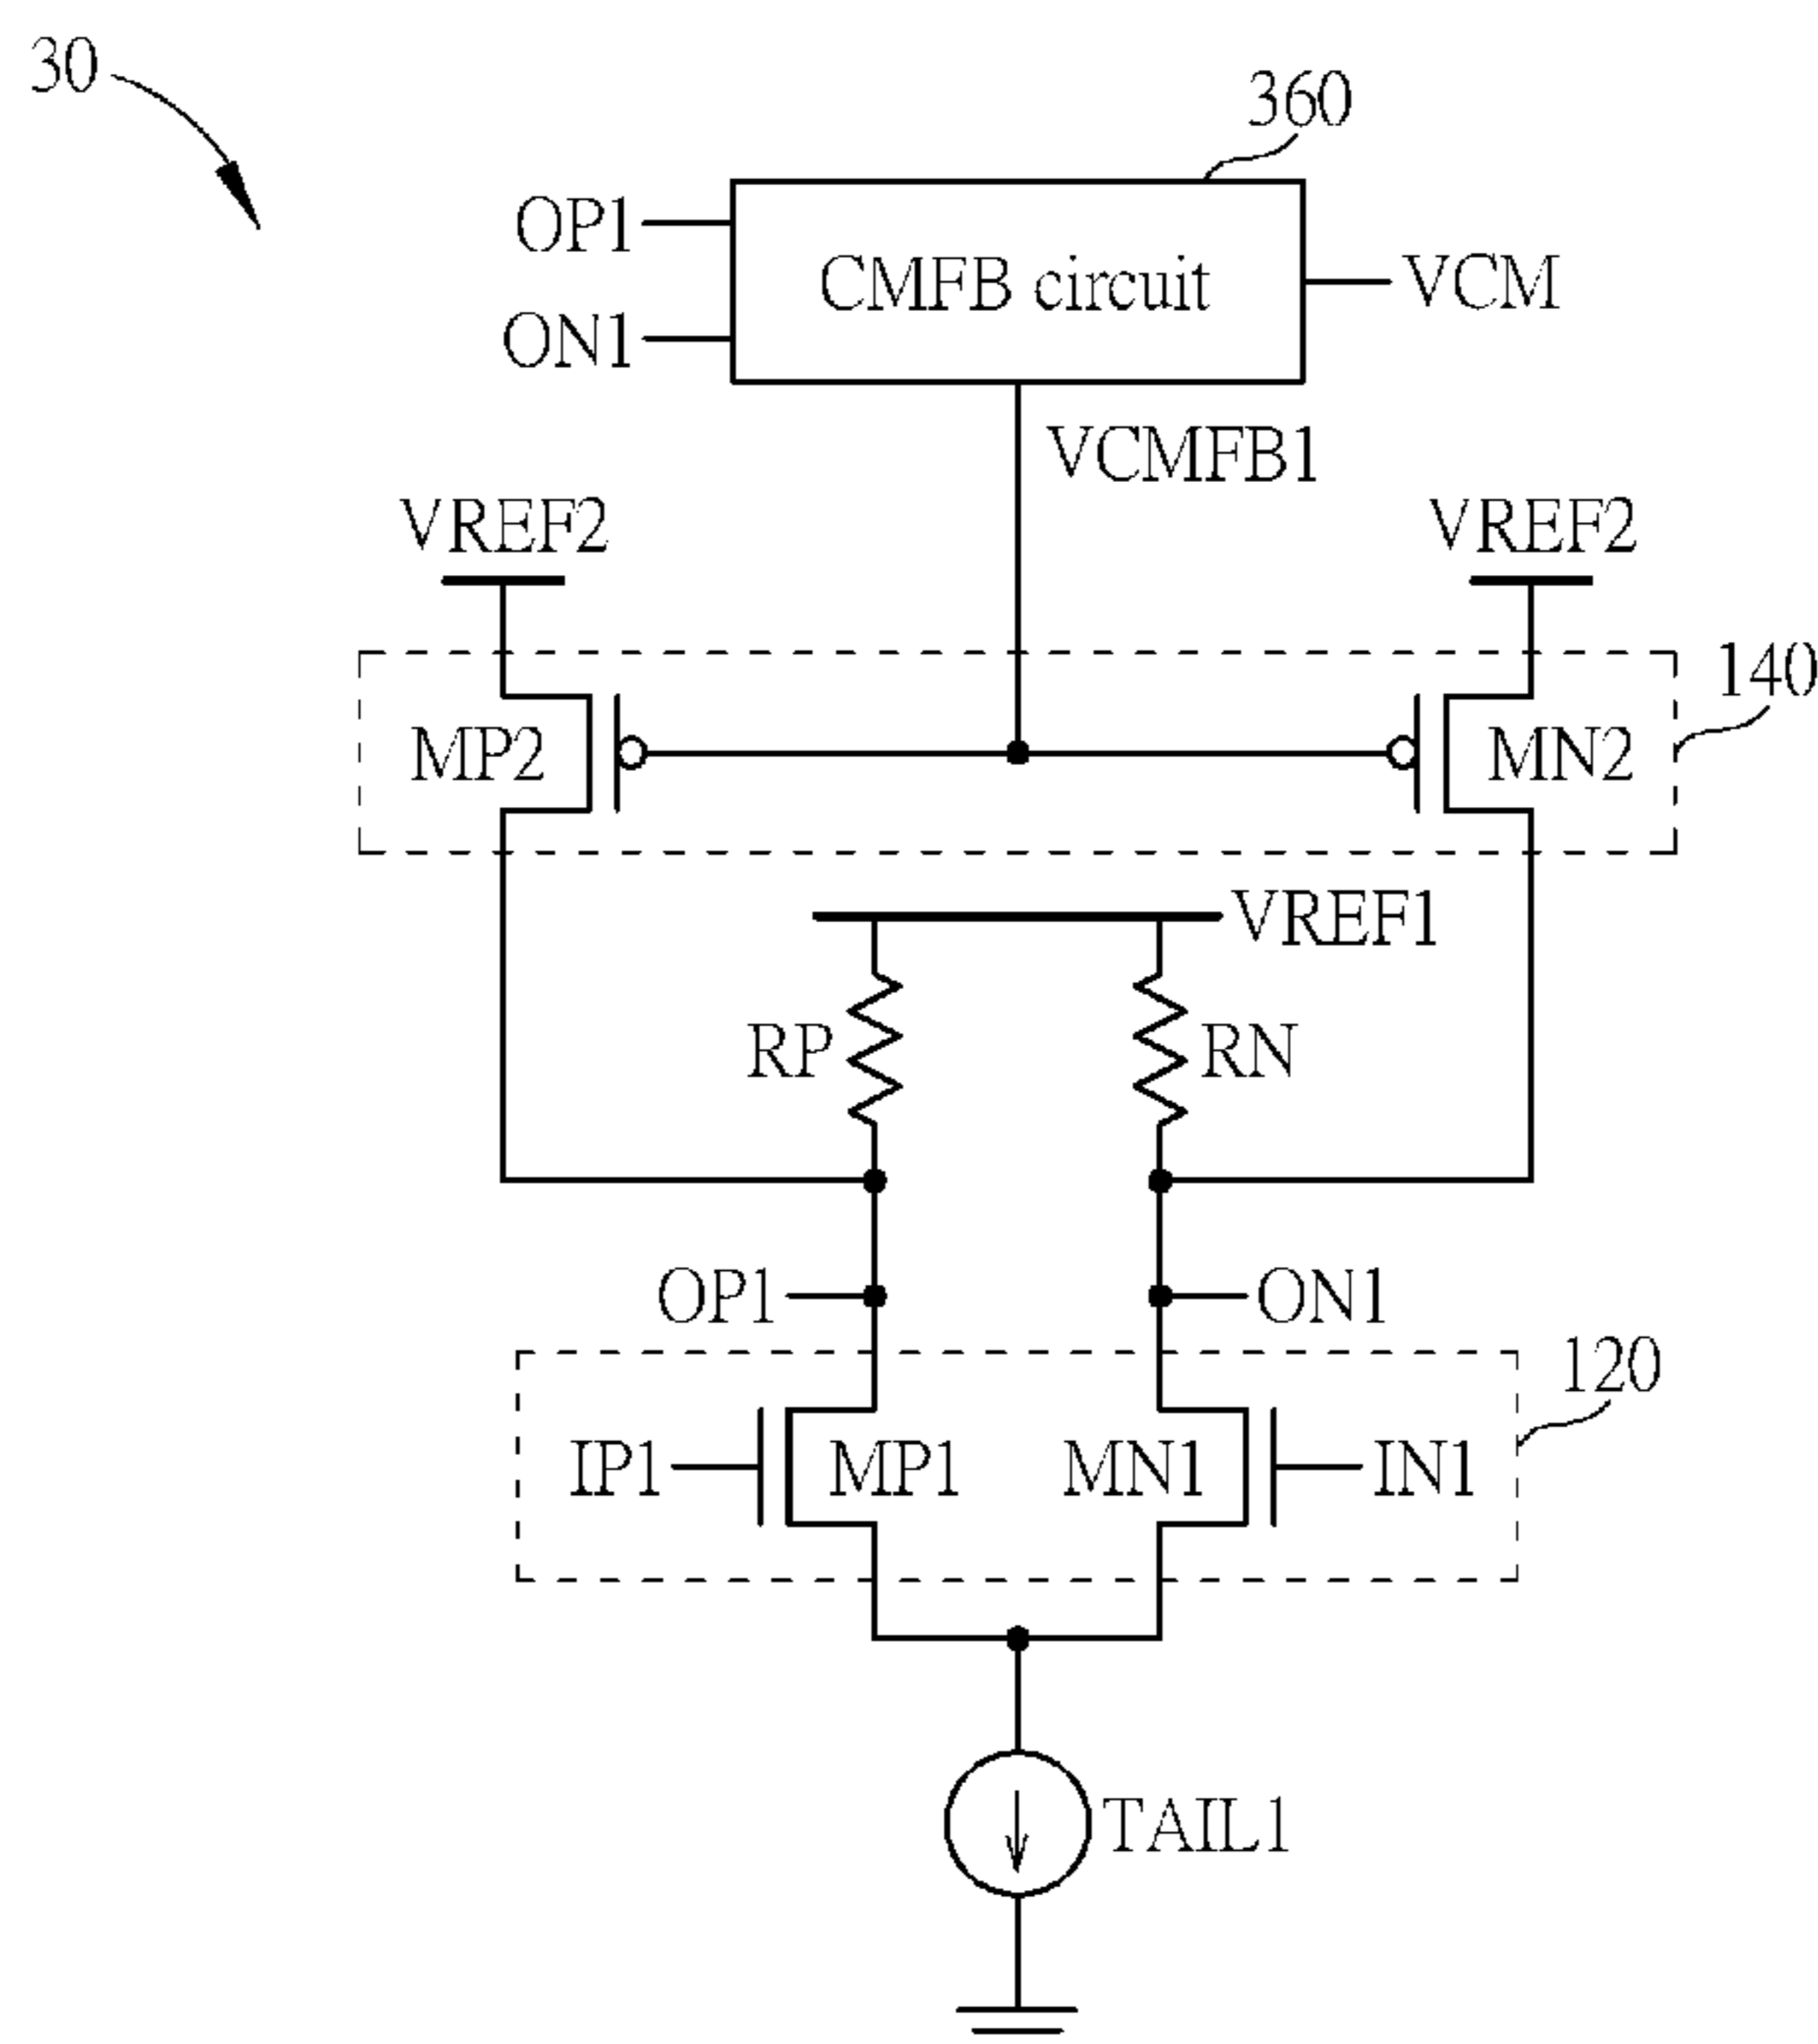 30
360
OP1
CMFB circuit
VCM
ON1
VCMFB1
VREF2
VREF2
140
MP2
MN2
VREF1
RP
RN
OP1
ON1
120
IP1
MP1
MN1
IN1
TAIL1